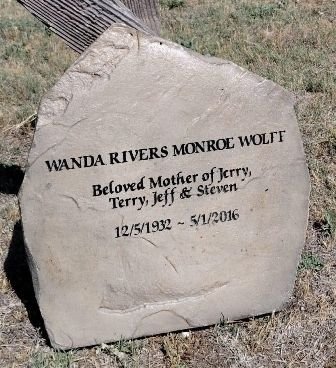 WANDA RIVERS MONROE WOLFF
Beloved Mother of Jerry,
Terry, Jeff & Steven
12/5/1932 ~ 5/1/2016